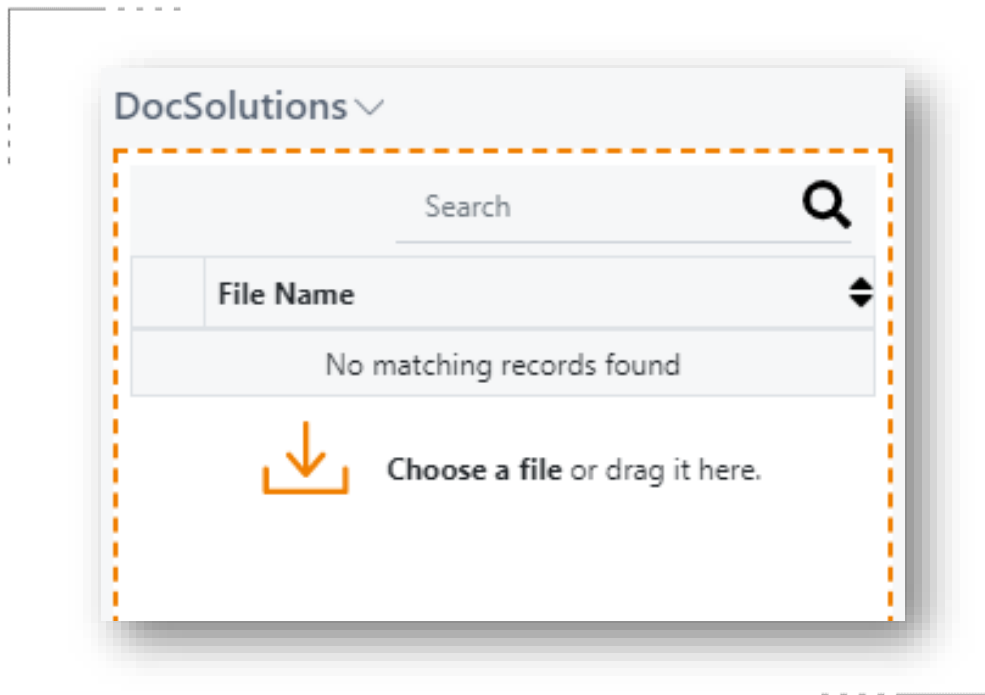 DocSolutions
Search
File Name
No matching records found
Choose a file or drag it here.